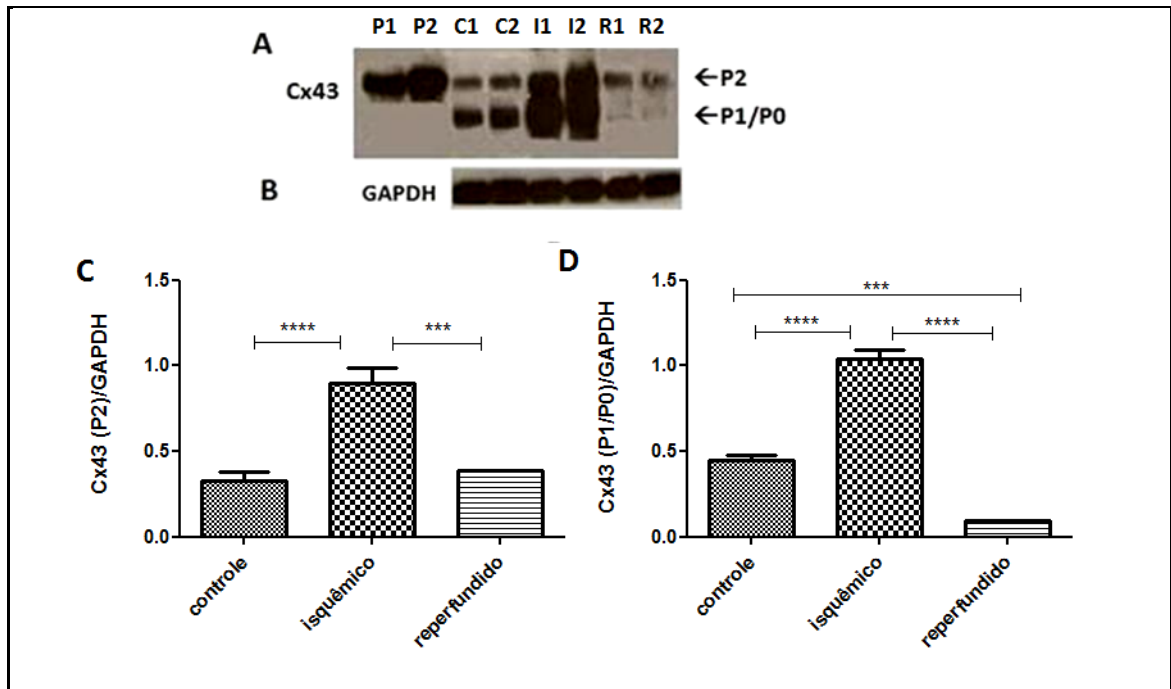 A
P1 P2 C1 C2 I1 I2 R1 R2
Cx43
←P2
←P1/P0
B
GAPDH
C
Cx43 (P2)/GAPDH
1.5
1.0
0.5
0.0
****
***
controle
isquêmico
reperfundido
D
Cx43 (P1/P0)/GAPDH
1.5
1.0
0.5
0.0
***
****
****
controle
isquêmico
reperfundido